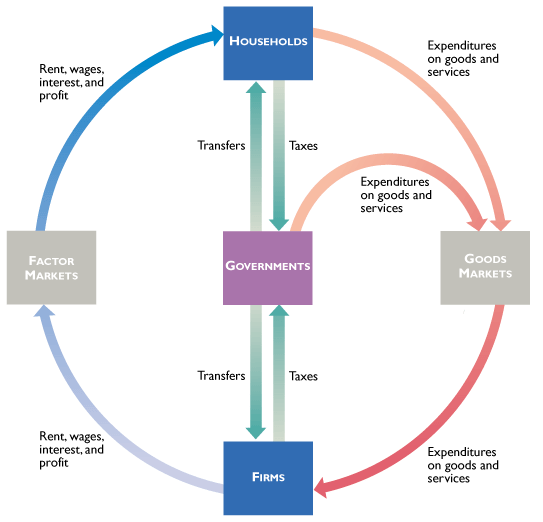 HOUSEHOLDS
Expenditures
on goods and
services
Rent, wages,
interest, and
profit
Transfers
Taxes
Expenditures
on goods and
services
FACTOR
MARKETS
GOVERNMENTS
GOODS
MARKETS
Transfers
Taxes
Rent, wages,
interest, and
profit
Expenditures
on goods and
services
FIRMS